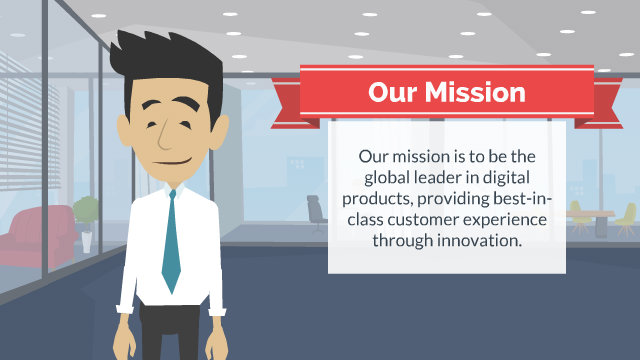 Our Mission
Our mission is to be the
global leader in digital
products, providing best-in-
class customer experience
through innovation.